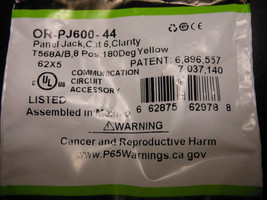 OR-PJ600-44
Panel Jack,Cat 6,Clarity
T568A/B,8 Pos,180Deg Yellow
62X5
PATENT: 6,896,557
7 037,140
COMMUNICATION
CIRCUIT
ACCESSORY
c UL US
LISTED
Assembled in Mexico
6 62875 62978 8
WARNING
Cancer and Reproductive Harm
www.P65Warnings.ca.gov